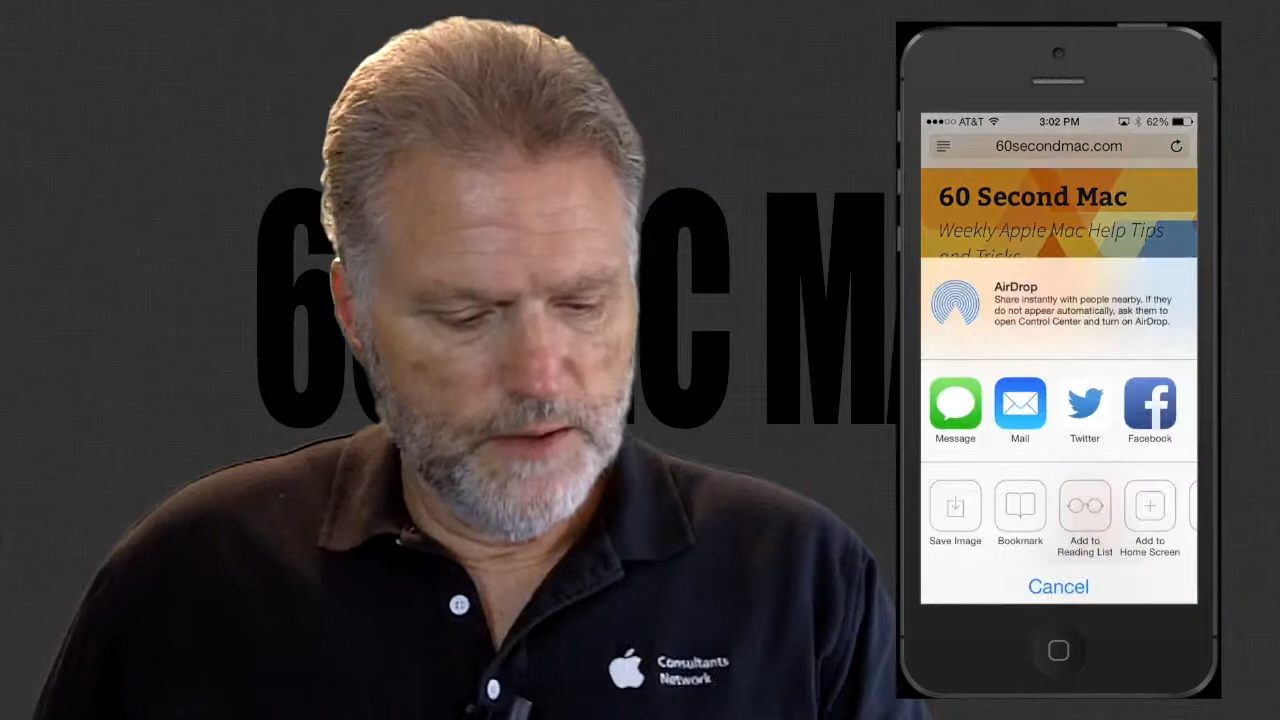 AT&T 3:02 PM 62%
60secondmac.com
60 Second Mac
Weekly Apple Mac Help Tips
and Tricks
AirDrop
Share instantly with people nearby. If they
do not appear automatically, ask them to
open Control Center and turn on AirDrop.
Message Mail Twitter Facebook
Save Image Bookmark Add to Reading List Add to Home Screen
Cancel
Consultants
Network